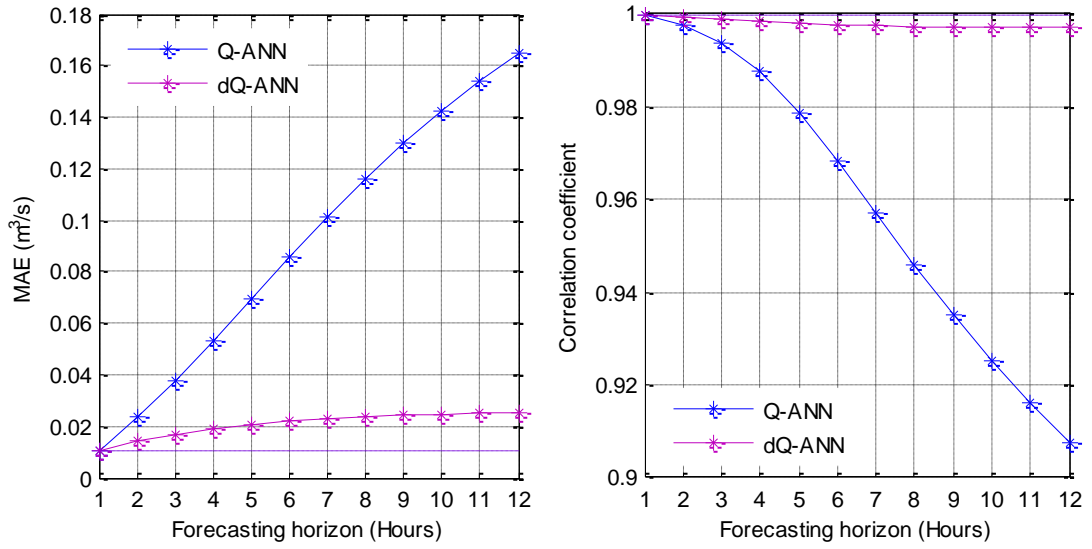 0.18
0.16
0.14
0.12
0.1
0.08
0.06
0.04
0.02
0
MAE (m³/s)
Q-ANN
dQ-ANN
1 2 3 4 5 6 7 8 9 10 11 12
Forecasting horizon (Hours)
1
0.98
0.96
0.94
0.92
0.9
Correlation coefficient
Q-ANN
dQ-ANN
1 2 3 4 5 6 7 8 9 10 11 12
Forecasting horizon (Hours)